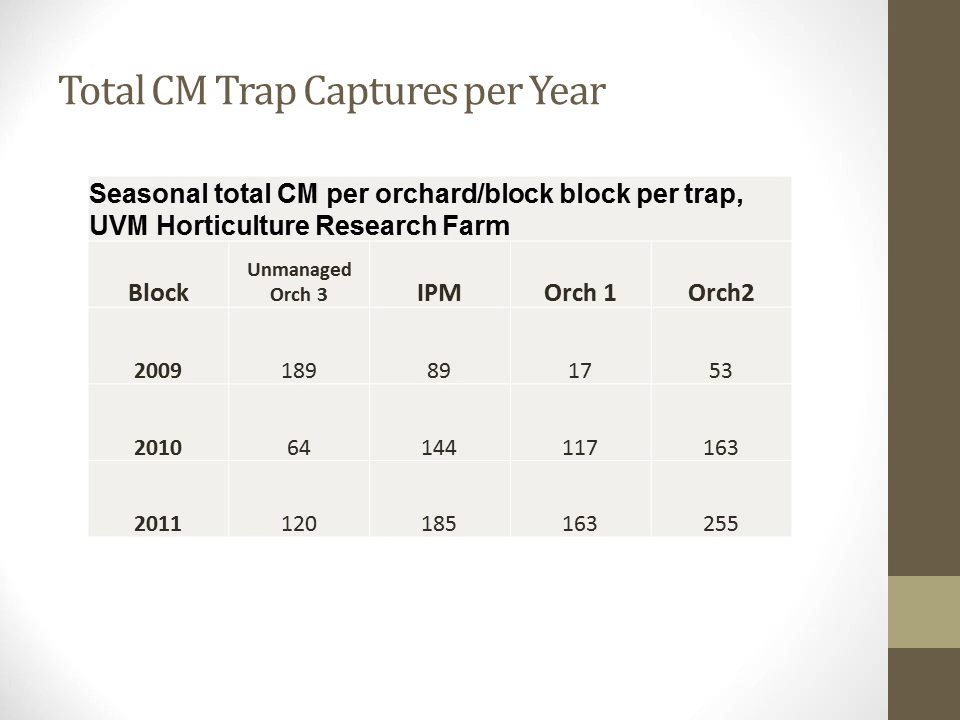 Total CM Trap Captures per Year
Seasonal total CM per orchard/block block per trap,
UVM Horticulture Research Farm
Block Unmanaged Orch 3 IPM Orch 1 Orch2
2009 189 89 17 53
2010 64 144 117 163
2011 120 185 163 255